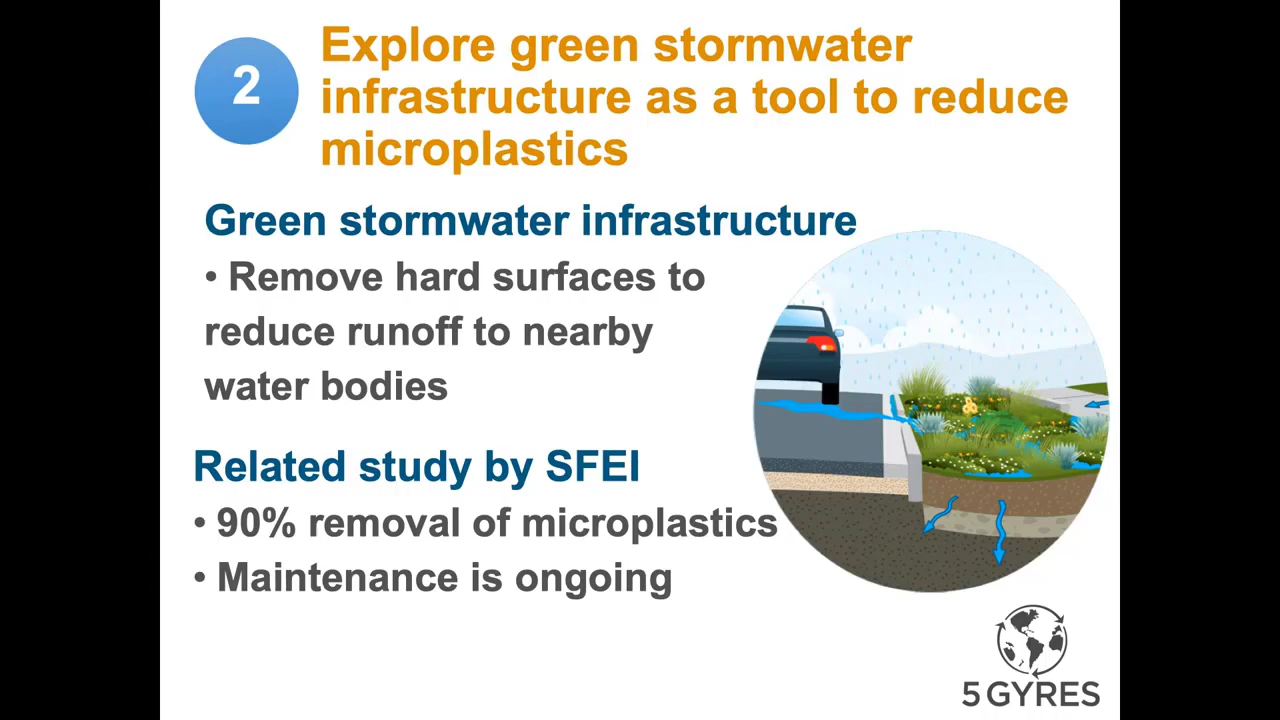 2
Explore green stormwater
infrastructure as a tool to reduce
microplastics
Green stormwater infrastructure
• Remove hard surfaces to
reduce runoff to nearby
water bodies
Related study by SFEI
• 90% removal of microplastics
• Maintenance is ongoing
5 GYRES